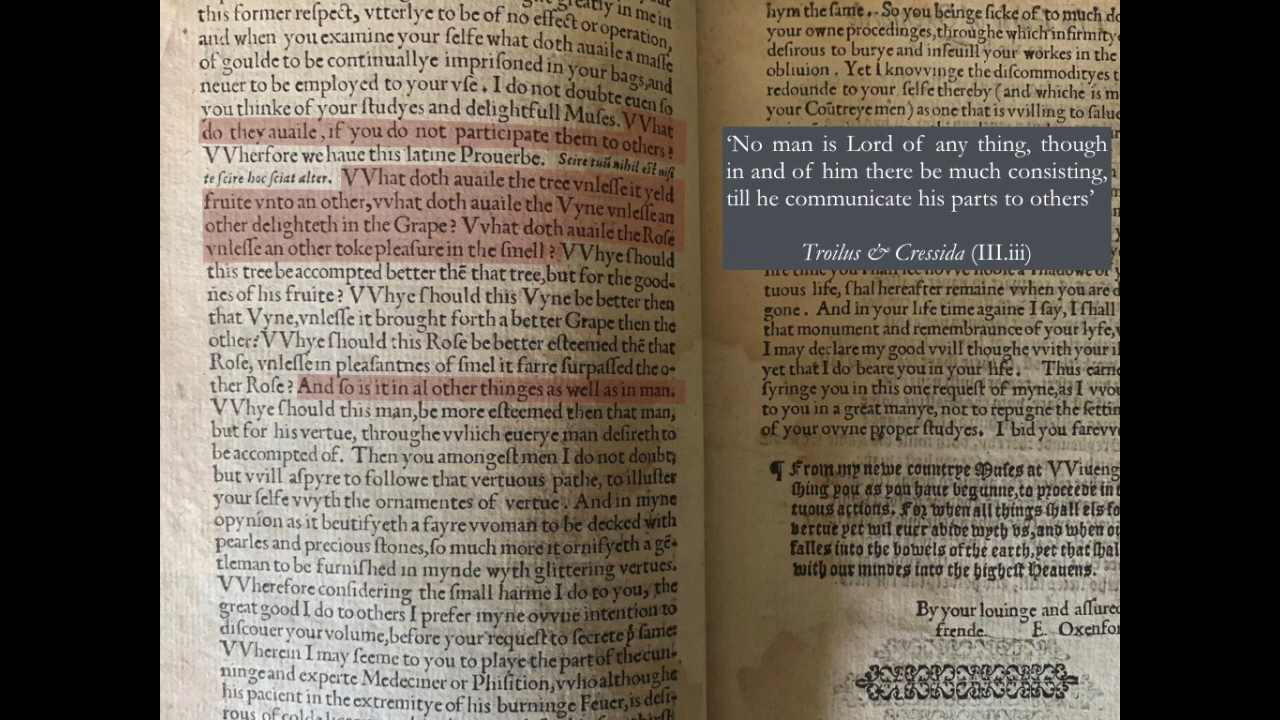 this former reſpect, vtterlye to be of no effect or operation,
and when you examine your ſelfe what doth auaile a maſſe
of goulde to be continuallye impriſoned in your bags, and
neuer to be employed to your vſe. I do not doubte euen ſo
you thinke of your ſtudyes and delightfull Muſes. VVhat
do they auaile, if you do not participate them to others?
VVherfore we haue this latine Prouerbe. Scire tuū nihil eſt niſi
te ſcire hoc ſciat alter. VVhat doth auaile the tree vnleſſe it yeld
fruite vnto an other, vvhat doth auaile the Vyne vnleſſe an
other delighteth in the Grape? Vvhat doth auaile the Roſe
vnleſſe an other toke pleaſure in the ſmell? VVhye ſhould
this tree be accompted better thē that tree, but for the good-
nes of his fruite? VVhye ſhould this Vyne be better then
that Vyne, vnleſſe it brought forth a better Grape then the
other? VVhye ſhould this Roſe be better eſteemed thē that
Roſe, vnleſſe in pleaſantnes of ſmel it farre ſurpaſſed the o-
ther Roſe? And ſo is it in al other thinges as well as in man.
VVhye ſhould this man, be more eſteemed then that man,
but for his vertue, throughe vvhich euerye man deſireth to
be accompted of. Then you amongeſt men I do not doubt,
but vvill aſpyre to followe that vertuous pathe, to illuſter
your ſelfe vvyth the ornamentes of vertue. And in myne
opynion as it beutifyeth a fayre vvoman to be decked with
pearles and precious ſtones, ſo much more it ornifyeth a gē-
tleman to be furniſhed in mynde wyth glittering vertues.
VVherefore conſidering the ſmall harme I do to you, the
great good I do to others I prefer myne ovvne intention to
diſcouer your volume, before your requeſt to ſecrete þ ſame:
VVherein I may ſeeme to you to playe the part of the cun-
ninge and experte Medeciner or Phiſition, vvho althoughe
his pacient in the extremitye of his burninge Feuer, is deſi-
hym the ſame. So you beinge ſicke of to much do
your owne procedinges, throughe which infirmity
deſirous to burye and inſeuill your workes in the
obliuion. Yet I knovvinge the diſcommodityes t
redounde to your ſelfe thereby (and whiche is m
your Coūtreye men) as one that is vvilling to ſalue
‘No man is Lord of any thing, though
in and of him there be much consisting,
till he communicate his parts to others’
Troilus & Cressida (III.iii)
tuous life, ſhal hereafter remaine vvhen you are d
gone. And in your life time againe I ſay, I ſhall
that monument and remembraunce of your lyfe, vv
I may declare my good vvill thoughe vvith your il
yet that I do beare you in your life. Thus earne
ſyringe you in this one requeſt of myne, as I vvou
to you in a great manye, not to repugne the ſettin
of your ovvne proper ſtudyes. I bid you farevve
¶ From my newe countrye Muſes at VViueng
ſhing you as you haue begunne, to proceede in t
tuous actions. For when all things ſhall els fo
vertue yet wil euer abide wyth vs, and when ou
falles into the bowels of the earth, yet that ſhal
with our mindes into the higheſt Heauens.
By your louinge and aſſured
frende. E. Oxenfor